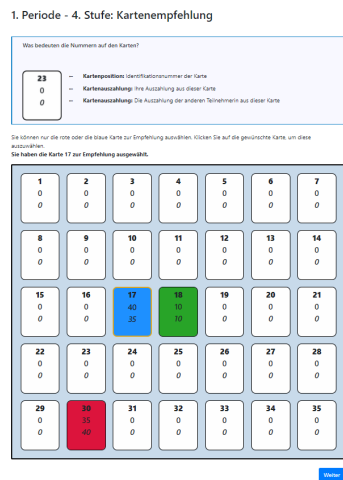 1. Periode - 4. Stufe: Kartenempfehlung
Was bedeuten die Nummern auf den Karten?
23
0
0
← Kartenposition: Identifikationsnummer der Karte
← Kartenauszahlung: Ihre Auszahlung aus dieser Karte
← Kartenauszahlung: Die Auszahlung der anderen Teilnehmerin aus dieser Karte
Sie können nur die rote oder die blaue Karte zur Empfehlung auswählen. Klicken Sie auf die gewünschte Karte, um diese
auszuwählen.
Sie haben die Karte 17 zur Empfehlung ausgewählt.
1 2 3 4 5 6 7
0 0 0 0 0 0 0
0 0 0 0 0 0 0
8 9 10 11 12 13 14
0 0 0 0 0 0 0
0 0 0 0 0 0 0
15 16 17 18 19 20 21
0 0 40 10 0 0 0
0 0 35 10 0 0 0
22 23 24 25 26 27 28
0 0 0 0 0 0 0
0 0 0 0 0 0 0
29 30 31 32 33 34 35
0 35 0 0 0 0 0
0 40 0 0 0 0 0
Weiter